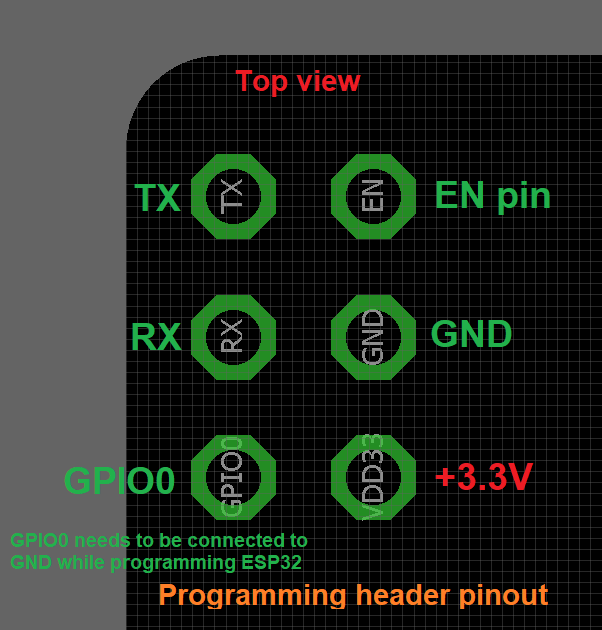 Top view
TX TX EN EN pin
RX RX GND GND
GPIO0 GPIO0 VDD33 +3.3V
GPIO0 needs to be connected to
GND while programming ESP32
Programming header pinout